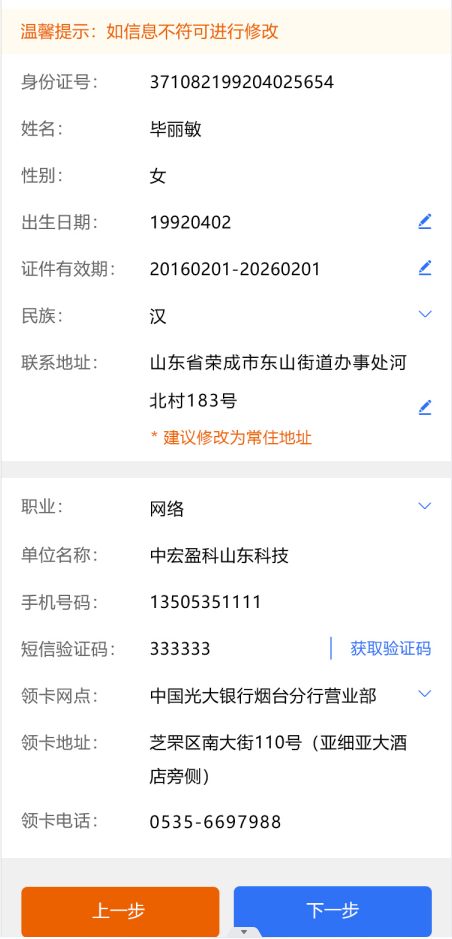 温馨提示：如信息不符可进行修改
身份证号： 371082199204025654
姓名： 毕丽敏
性别： 女
出生日期： 19920402
证件有效期： 20160201-20260201
民族： 汉
联系地址： 山东省荣成市东山街道办事处河
北村183号
* 建议修改为常住地址
职业： 网络
单位名称： 中宏盈科山东科技
手机号码： 13505351111
短信验证码： 333333 获取验证码
领卡网点： 中国光大银行烟台分行营业部
领卡地址： 芝罘区南大街110号（亚细亚大酒
店旁侧）
领卡电话： 0535-6697988
上一步 下一步